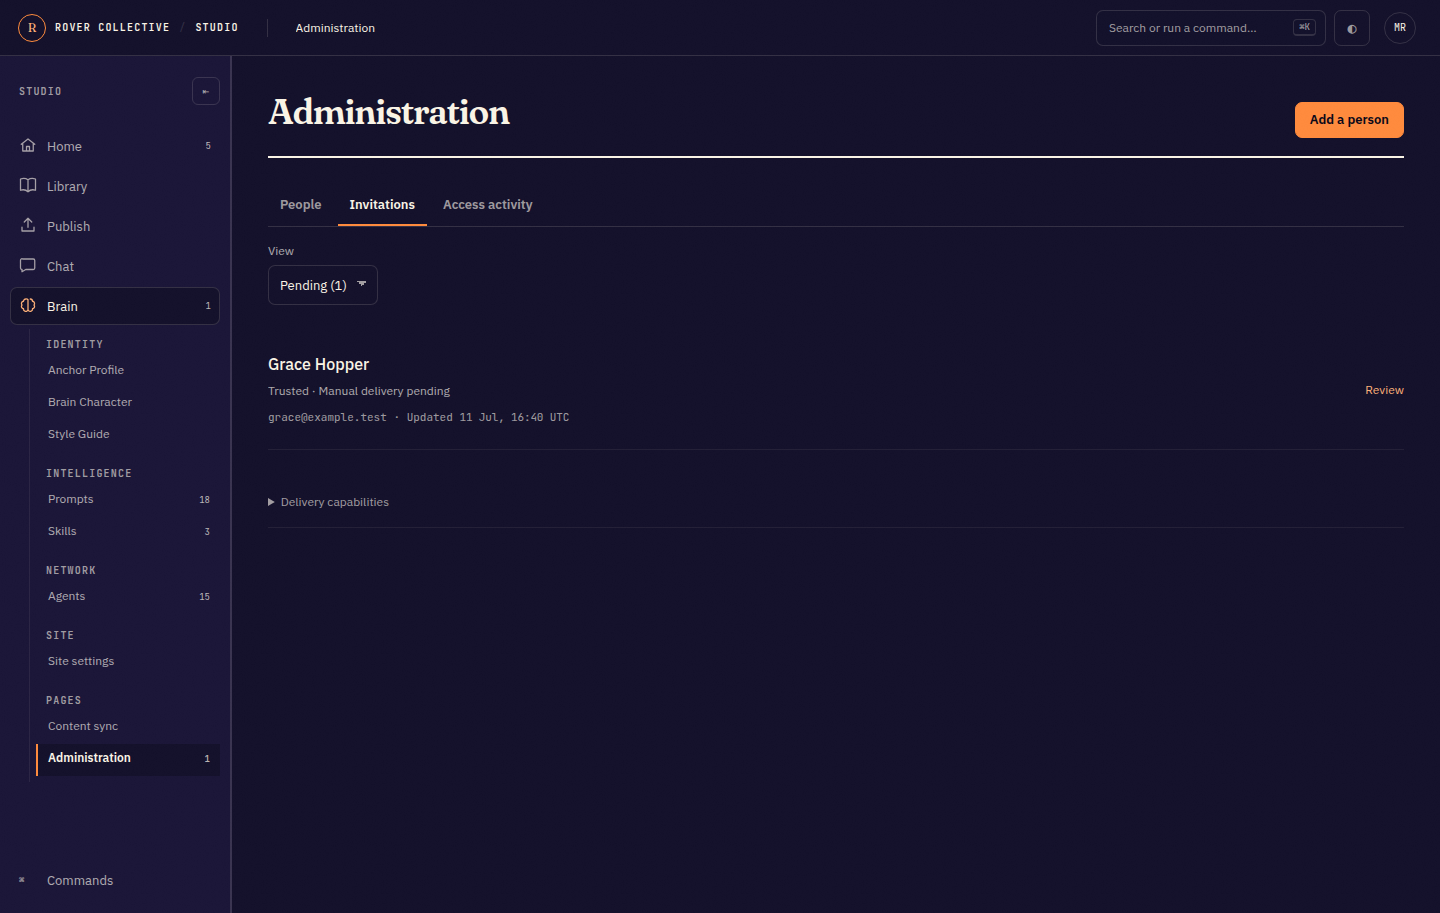 R ROVER COLLECTIVE / STUDIO
Administration
Search or run a command... ⌘K
MR
STUDIO
Home 5
Library
Publish
Chat
Brain 1
IDENTITY
Anchor Profile
Brain Character
Style Guide
INTELLIGENCE
Prompts 18
Skills 3
NETWORK
Agents 15
SITE
Site settings
PAGES
Content sync
Administration 1
⌘ Commands
Administration
Add a person
People Invitations Access activity
View
Pending (1)
Grace Hopper
Trusted · Manual delivery pending
Review
grace@example.test · Updated 11 Jul, 16:40 UTC
Delivery capabilities